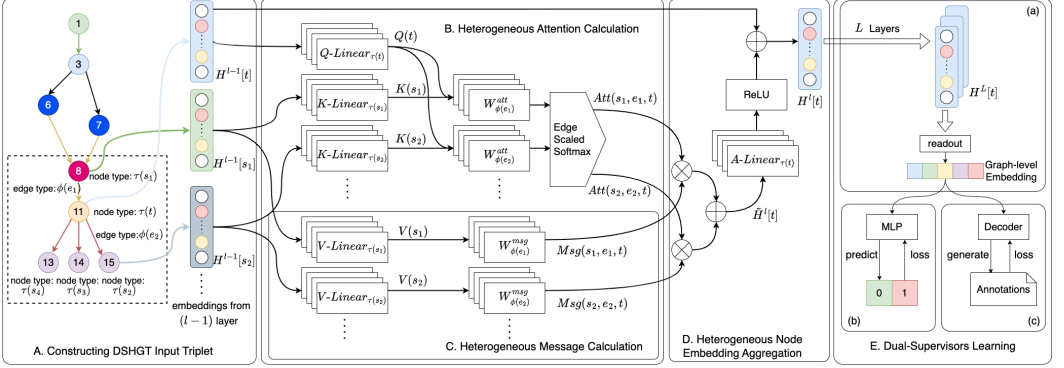 1
3
6
7
8
node type: τ(s₁)
edge type: ϕ(e₁)
11
node type: τ(t)
edge type:ϕ(e₂)
13
14
15
node type: node type: node type:
τ(s₄) τ(s₃) τ(s₂)
H^{l−1}[t]
H^{l−1}[s₁]
H^{l−1}[s₂]
embeddings from
(l − 1) layer
A. Constructing DSHGT Input Triplet
B. Heterogeneous Attention Calculation
Q-Linear_{τ(t)}
Q(t)
K-Linear_{τ(s₁)}
K(s₁)
K-Linear_{τ(s₂)}
K(s₂)
W^{att}_{ϕ(e₁)}
W^{att}_{ϕ(e₂)}
Edge
Scaled
Softmax
Att(s₁, e₁, t)
Att(s₂, e₂, t)
V-Linear_{τ(s₁)}
V(s₁)
W^{msg}_{ϕ(e₁)}
Msg(s₁, e₁, t)
V-Linear_{τ(s₂)}
V(s₂)
W^{msg}_{ϕ(e₂)}
Msg(s₂, e₂, t)
C. Heterogeneous Message Calculation
H̃^l[t]
A-Linear_{τ(t)}
ReLU
H^l[t]
D. Heterogeneous Node
Embedding Aggregation
L Layers
(a)
H^L[t]
readout
Graph-level
Embedding
MLP
predict
loss
0
1
(b)
Decoder
generate
loss
Annotations
(c)
E. Dual-Supervisors Learning